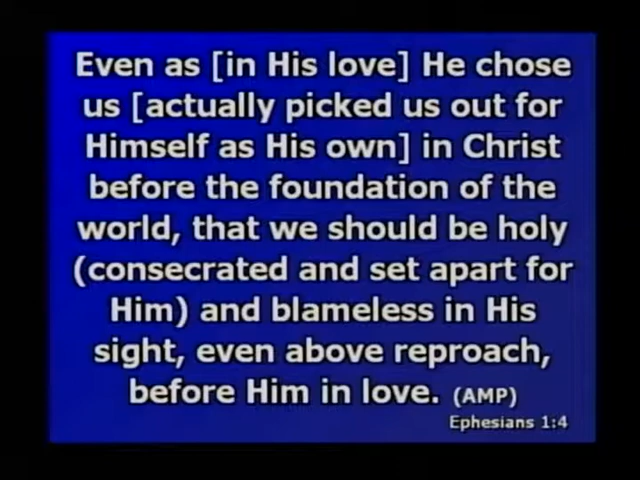 Even as [in His love] He chose
us [actually picked us out for
Himself as His own] in Christ
before the foundation of the
world, that we should be holy
(consecrated and set apart for
Him) and blameless in His
sight, even above reproach,
before Him in love. (AMP)
Ephesians 1:4